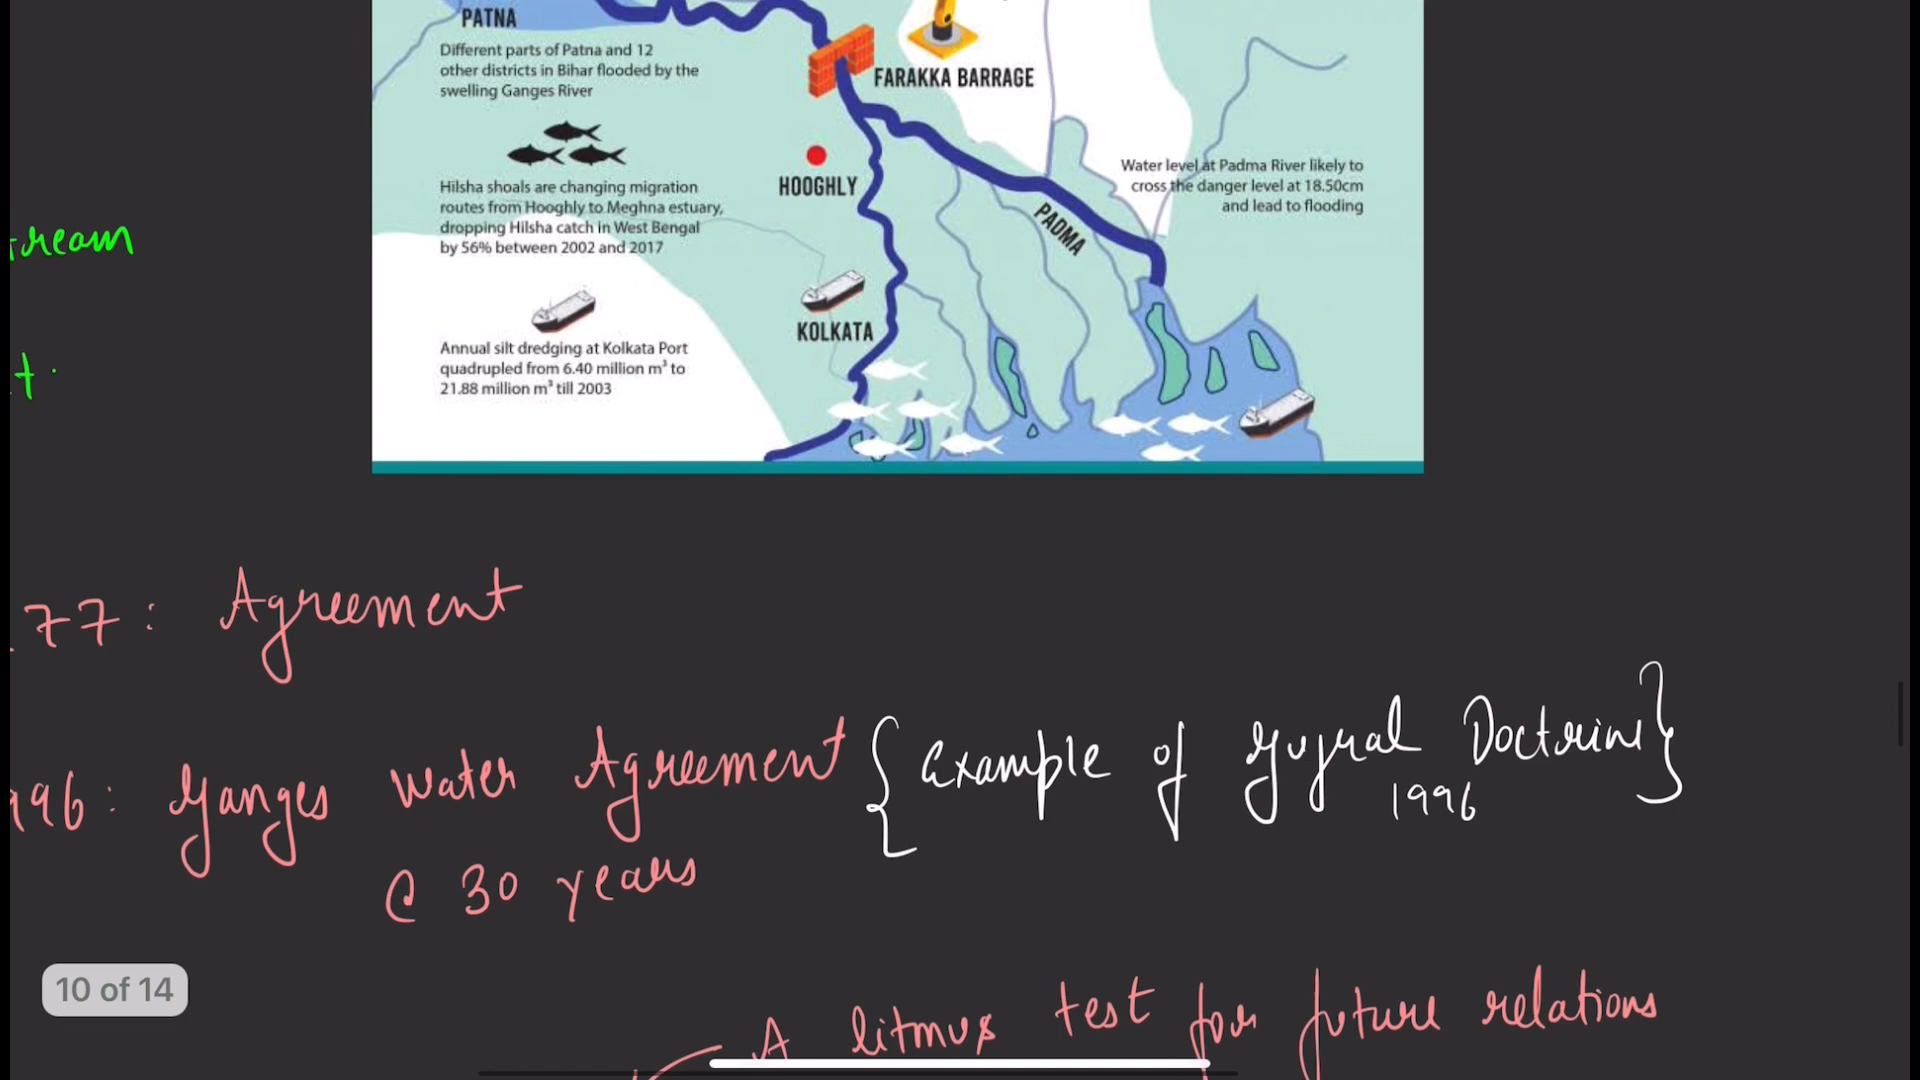 PATNA
Different parts of Patna and 12
other districts in Bihar flooded by the
swelling Ganges River
FARAKKA BARRAGE
Hilsha shoals are changing migration
routes from Hooghly to Meghna estuary,
dropping Hilsha catch in West Bengal
by 56% between 2002 and 2017
HOOGHLY
Water level at Padma River likely to
cross the danger level at 18.50cm
and lead to flooding
PADMA
KOLKATA
Annual silt dredging at Kolkata Port
quadrupled from 6.40 million m³ to
21.88 million m³ till 2003
ream
t.
77: Agreement
996: Ganges Water Agreement {Example of Gujral Doctrine}
1996
@ 30 years
A litmus test for future relations
10 of 14